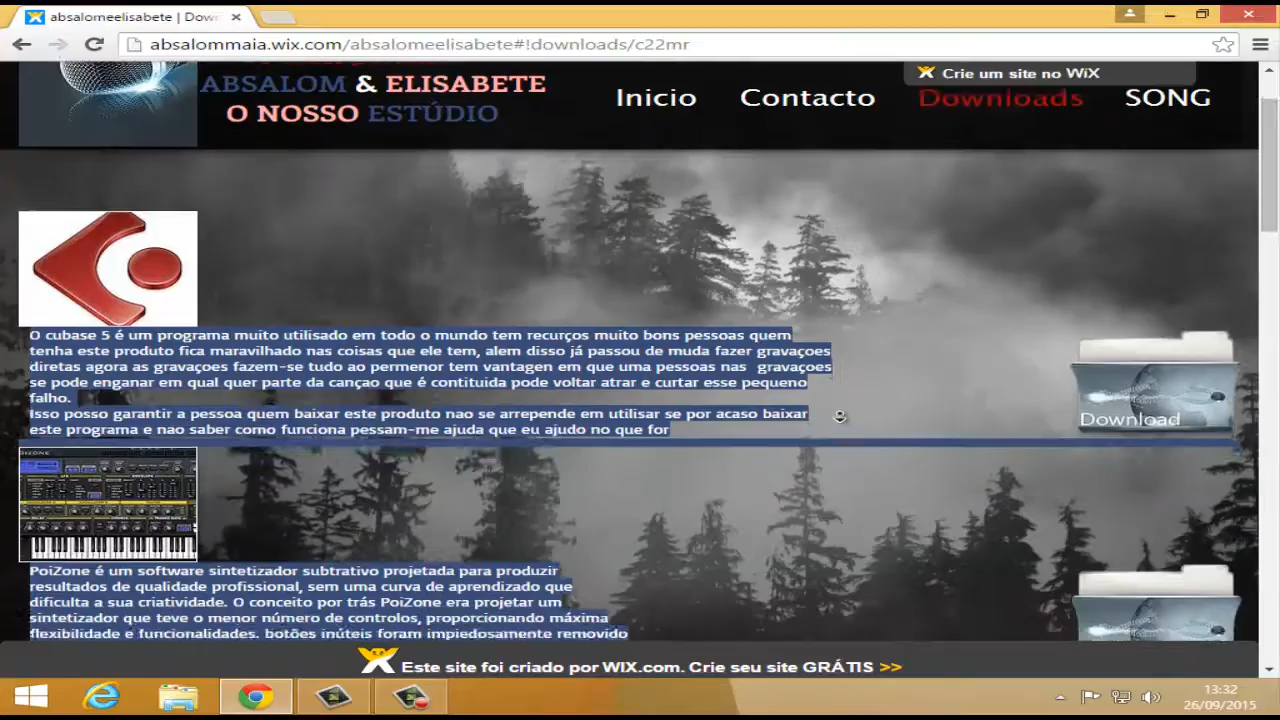 absalomeelisabete | Dow
absalommaia.wix.com/absalomeelisabete#!downloads/c22mr
Crie um site no WiX
ABSALOM & ELISABETE
O NOSSO ESTÚDIO
Inicio Contacto Downloads SONG
O cubase 5 é um programa muito utilisado em todo o mundo tem recurços muito bons pessoas quem
tenha este produto fica maravilhado nas coisas que ele tem, alem disso já passou de muda fazer gravaçoes
diretas agora as gravaçoes fazem-se tudo ao permenor tem vantagen em que uma pessoas nas gravaçoes
se pode enganar em qual quer parte da cançao que é contituida pode voltar atrar e curtar esse pequeno
falho.
Isso posso garantir a pessoa quem baixar este produto nao se arrepende em utilisar se por acaso baixar
este programa e nao saber como funciona pessam-me ajuda que eu ajudo no que for
Download
PoiZone é um software sintetizador subtrativo projetada para produzir
resultados de qualidade profissional, sem uma curva de aprendizado que
dificulta a sua criatividade. O conceito por trás PoiZone era projetar um
sintetizador que teve o menor número de controlos, proporcionando máxima
flexibilidade e funcionalidades. botões inúteis foram impiedosamente removido
Este site foi criado por WIX.com. Crie seu site GRÁTIS >>
13:32
26/09/2015